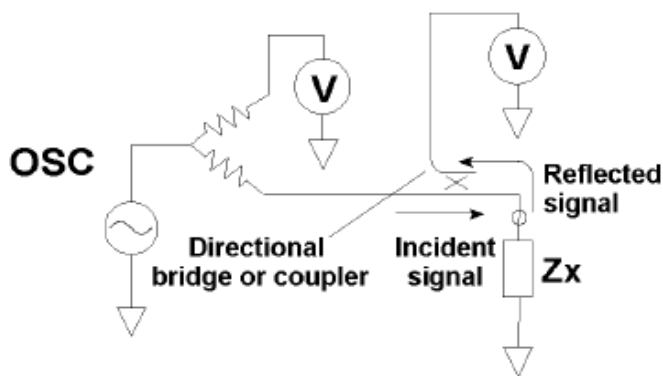 V
V
OSC
Reflected
signal
Directional
bridge or coupler
Incident
signal
Zx